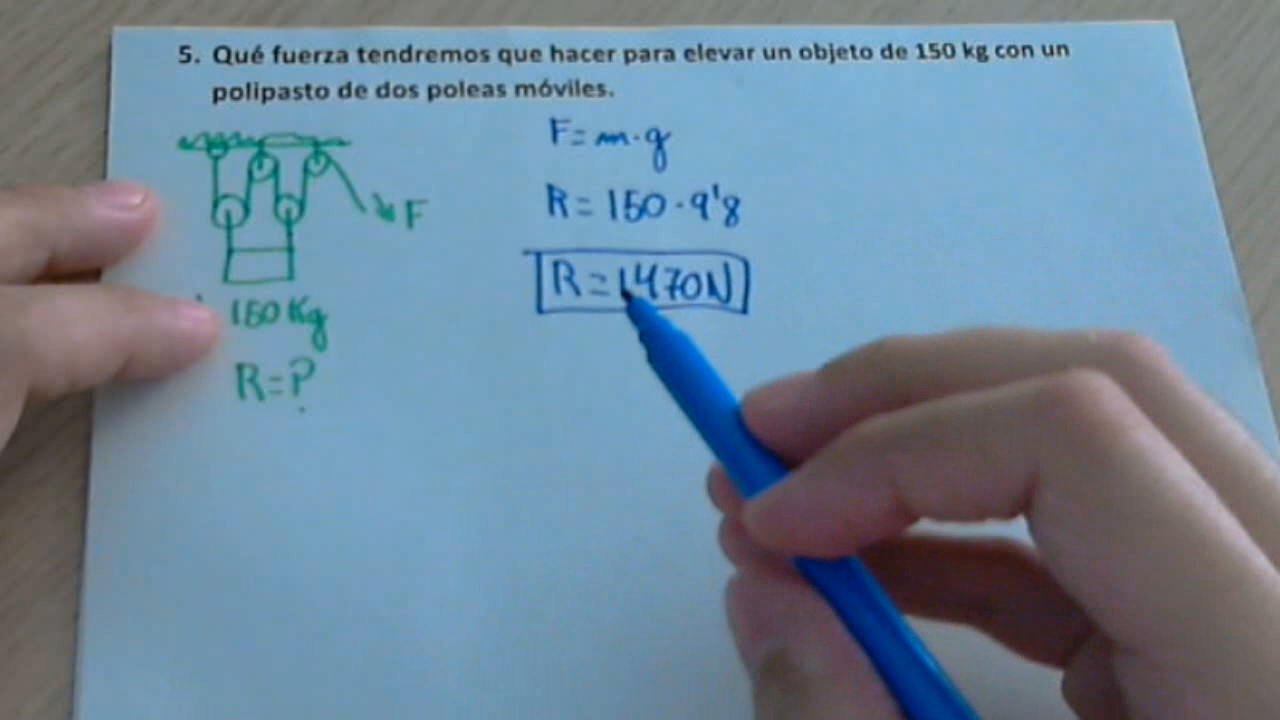 5. Qué fuerza tendremos que hacer para elevar un objeto de 150 kg con un
polipasto de dos poleas móviles.
F
150 Kg
R=?
F=m·g
R=150·9'8
R=1470N